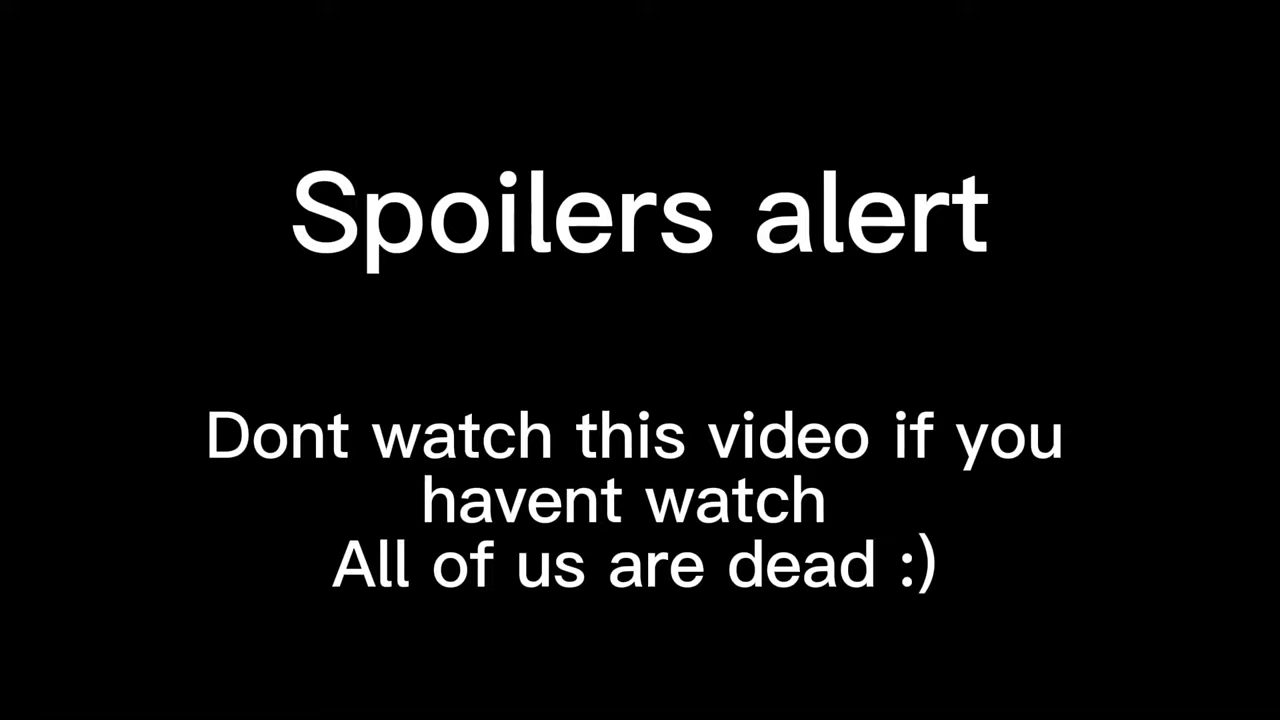 Spoilers alert
Dont watch this video if you
havent watch
All of us are dead :)